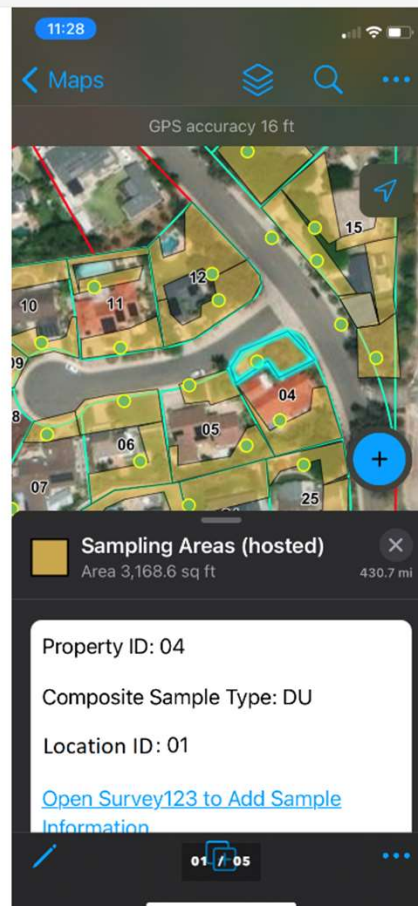 11:28
Maps
GPS accuracy 16 ft
15
12
10
11
09
04
8
05
06
07
25
Sampling Areas (hosted)
Area 3,168.6 sq ft
430.7 mi
Property ID: 04
Composite Sample Type: DU
Location ID: 01
Open Survey123 to Add Sample
Information
01 / 05